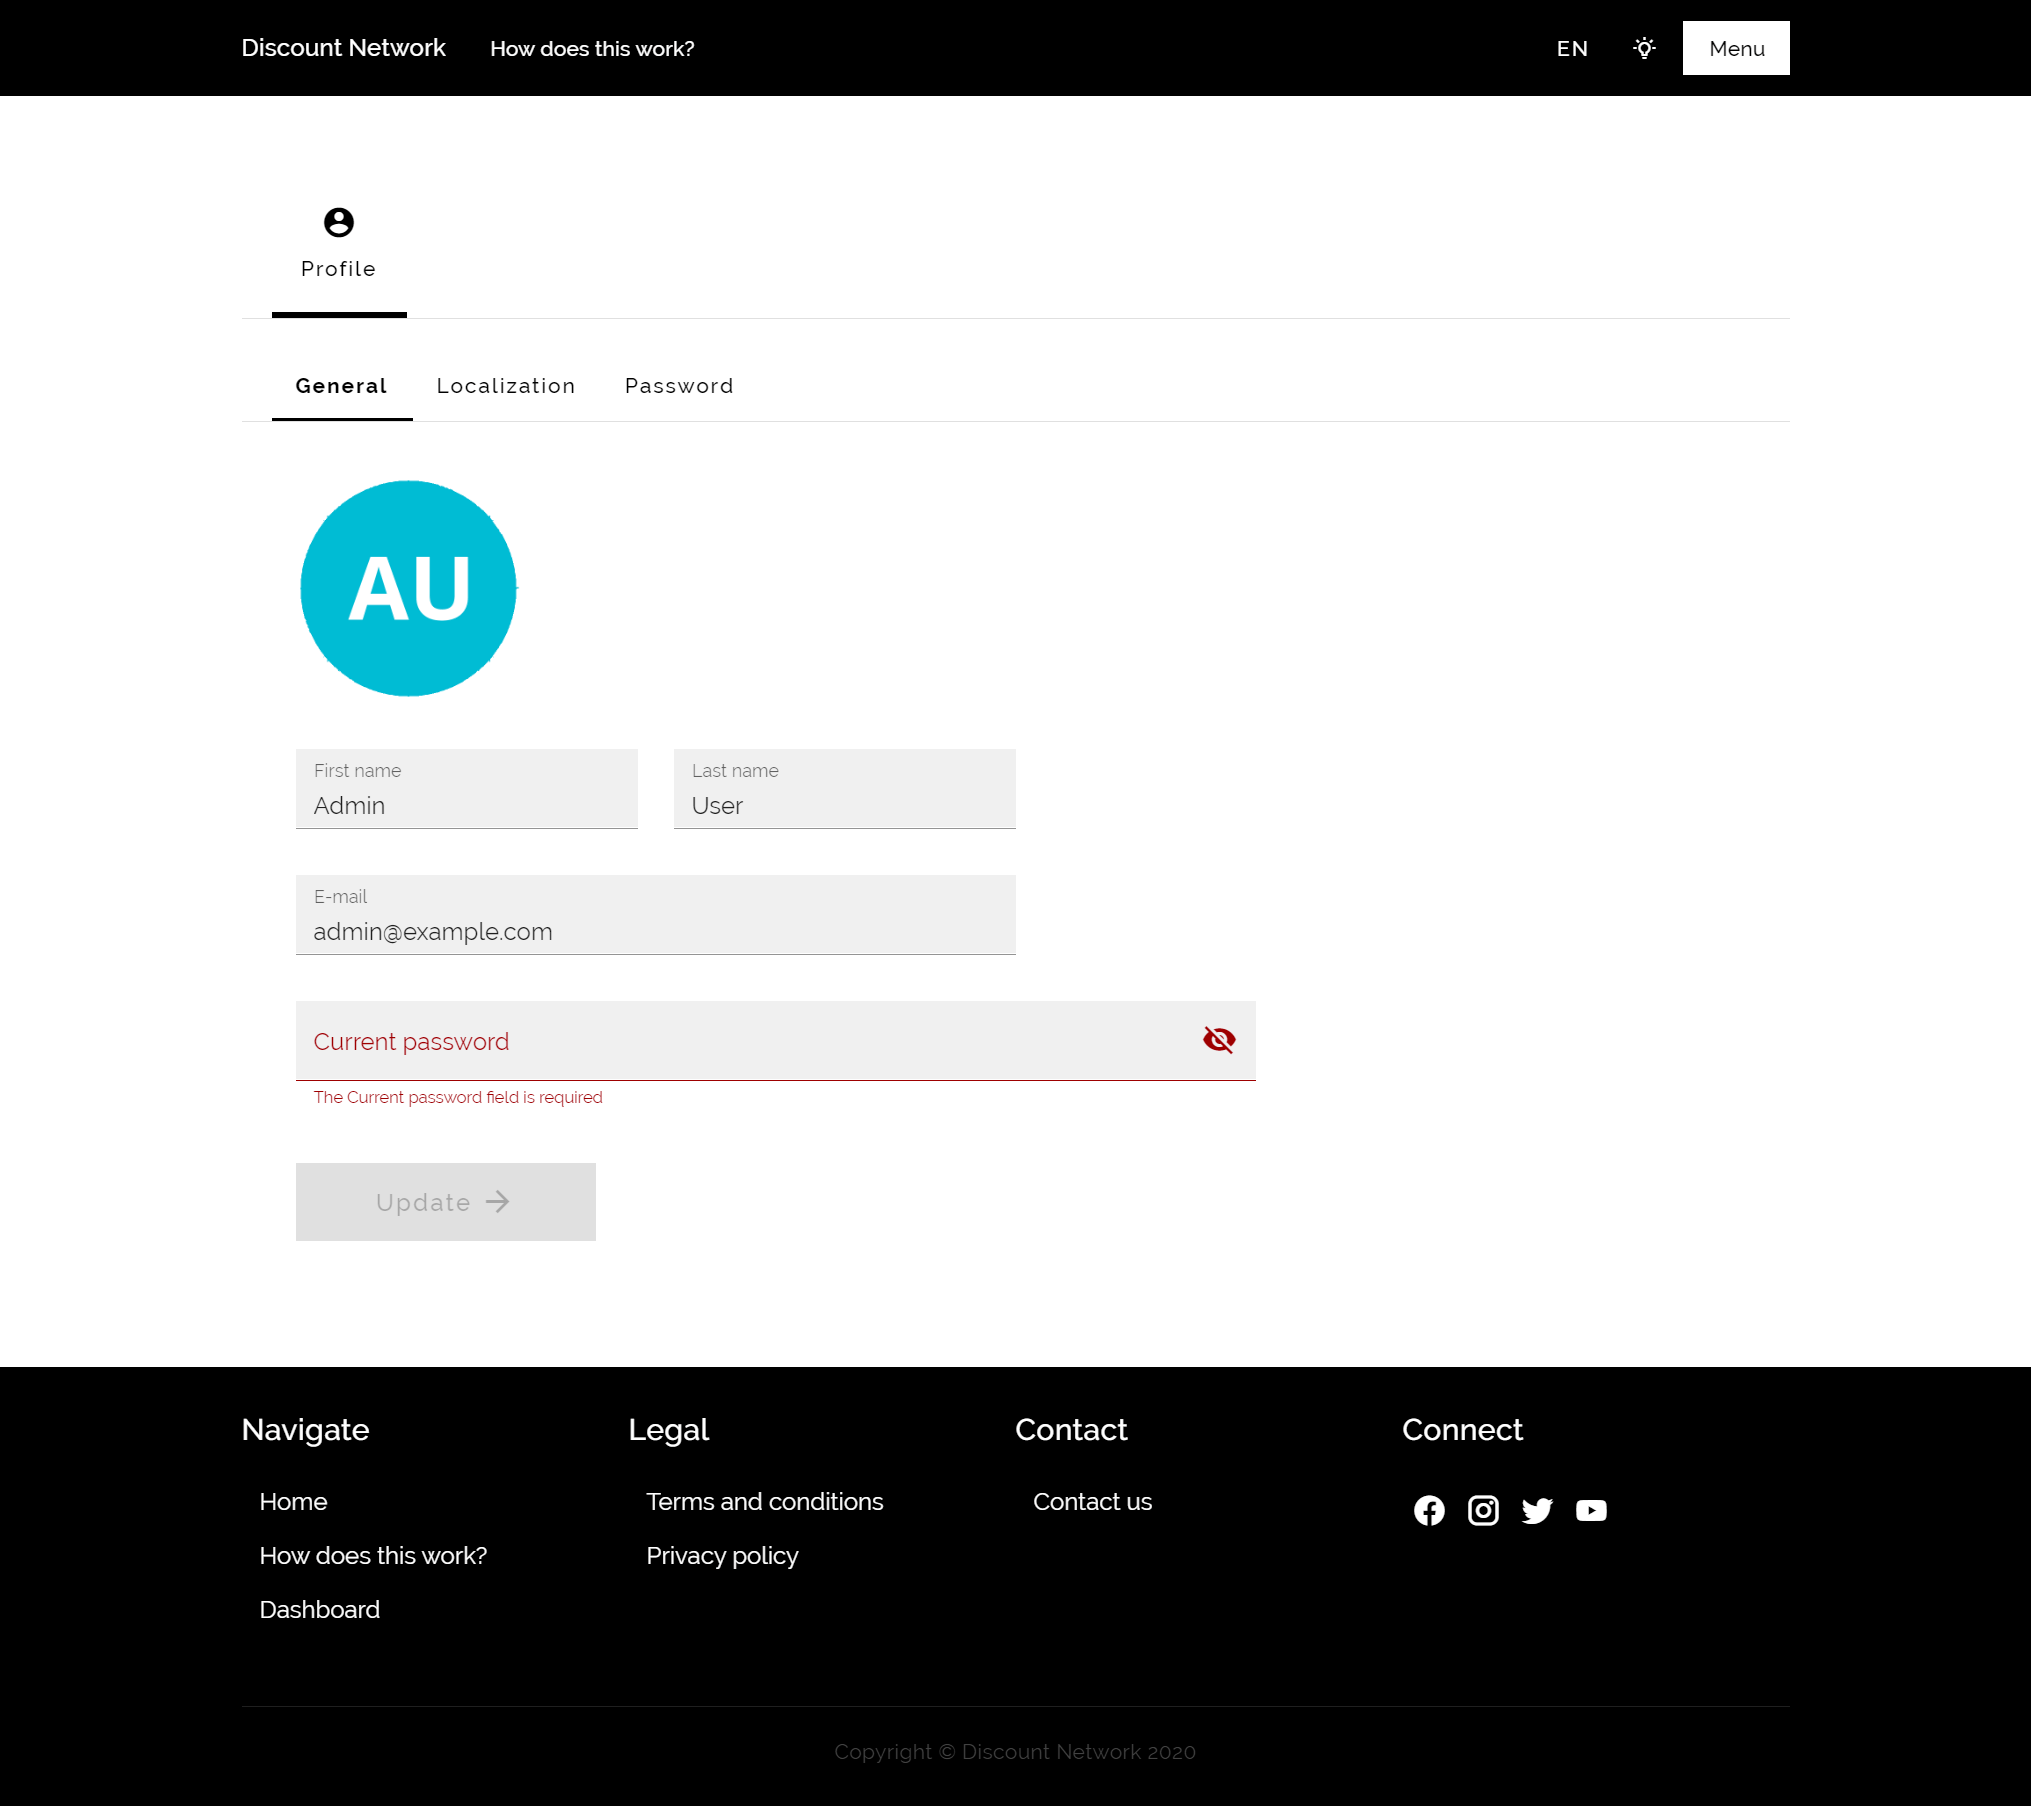 Discount Network
How does this work?
EN
Menu
Profile
General
Localization
Password
AU
First name
Admin
Last name
User
E-mail
admin@example.com
Current password
The Current password field is required
Update
Navigate
Home
How does this work?
Dashboard
Legal
Terms and conditions
Privacy policy
Contact
Contact us
Connect
Copyright © Discount Network 2020